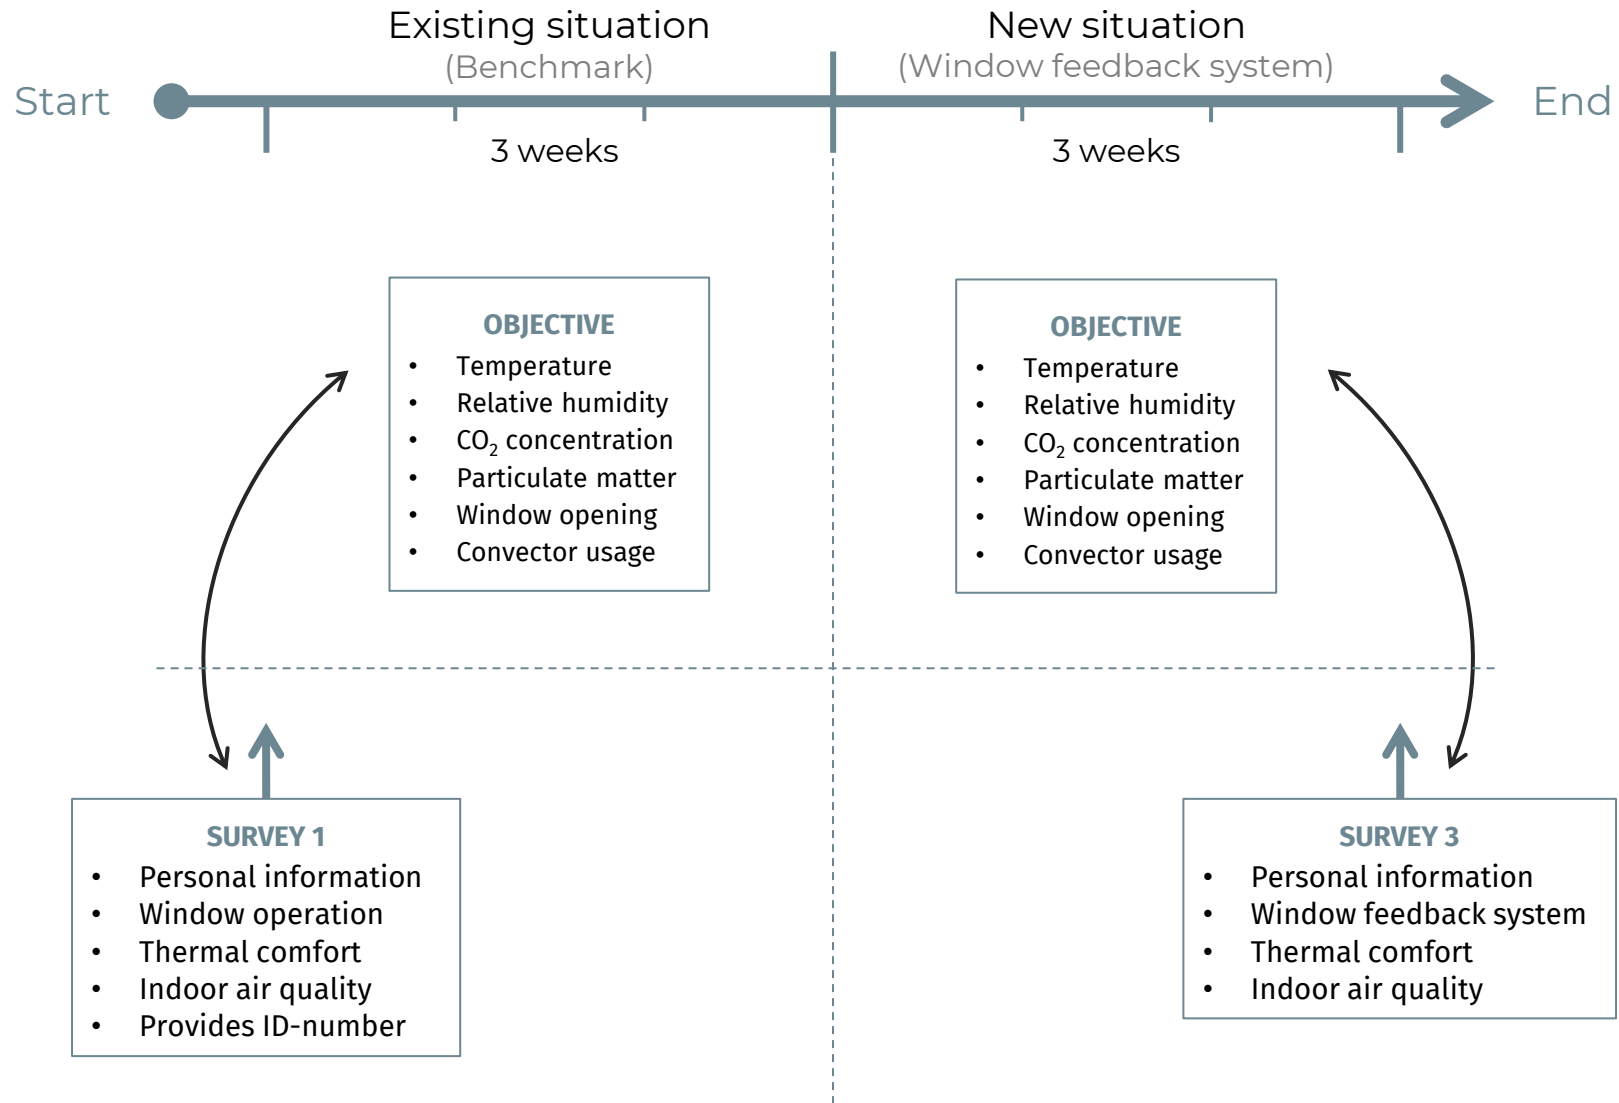 Existing situation
(Benchmark)
New situation
(Window feedback system)
Start
End
3 weeks
3 weeks
OBJECTIVE
• Temperature
• Relative humidity
• CO₂ concentration
• Particulate matter
• Window opening
• Convector usage
OBJECTIVE
• Temperature
• Relative humidity
• CO₂ concentration
• Particulate matter
• Window opening
• Convector usage
SURVEY 1
• Personal information
• Window operation
• Thermal comfort
• Indoor air quality
• Provides ID-number
SURVEY 3
• Personal information
• Window feedback system
• Thermal comfort
• Indoor air quality